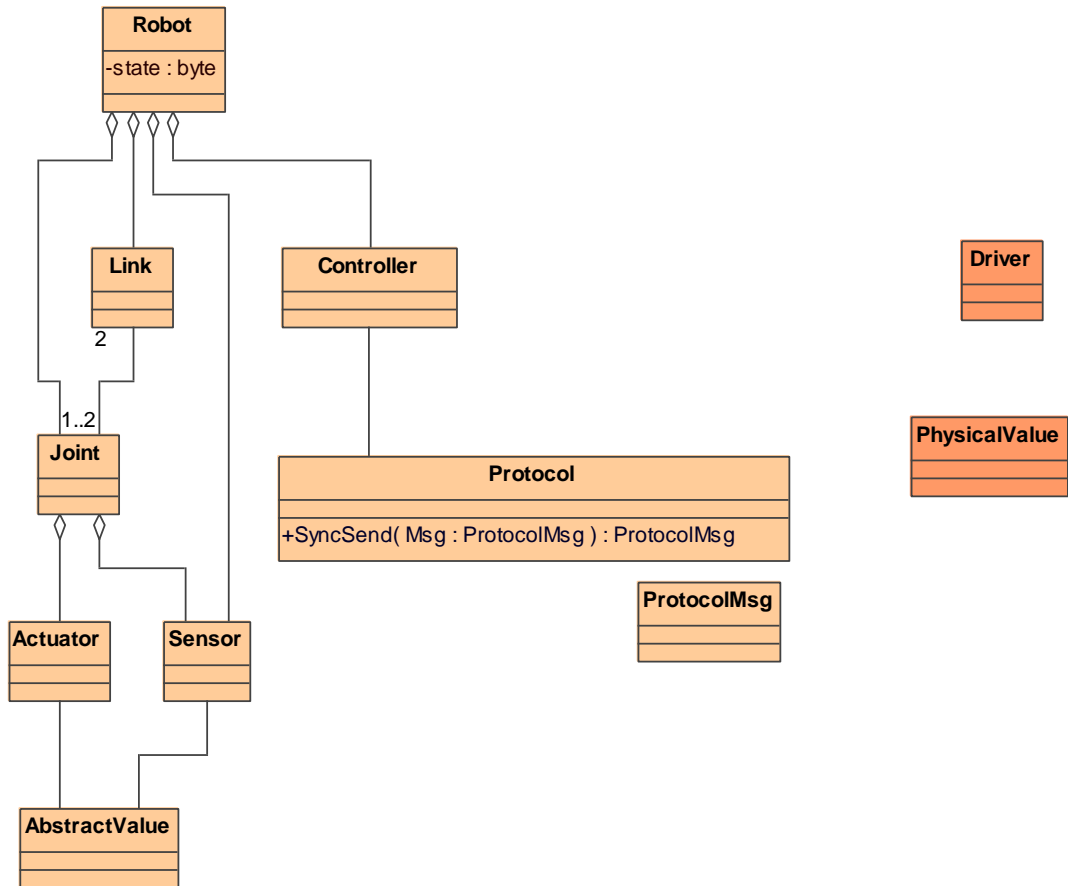 Robot
-state : byte
Link
Controller
Driver
2
1..2
Joint
PhysicalValue
Protocol
+SyncSend( Msg : ProtocolMsg ) : ProtocolMsg
ProtocolMsg
Actuator
Sensor
AbstractValue